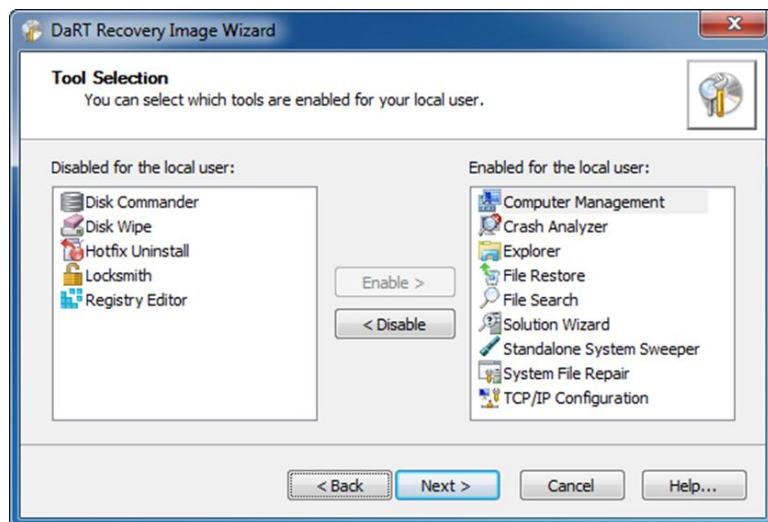 DaRT Recovery Image Wizard
Tool Selection
You can select which tools are enabled for your local user.
Disabled for the local user:
Disk Commander
Disk Wipe
Hotfix Uninstall
Locksmith
Registry Editor
Enable >
< Disable
Enabled for the local user:
Computer Management
Crash Analyzer
Explorer
File Restore
File Search
Solution Wizard
Standalone System Sweeper
System File Repair
TCP/IP Configuration
< Back
Next >
Cancel
Help...